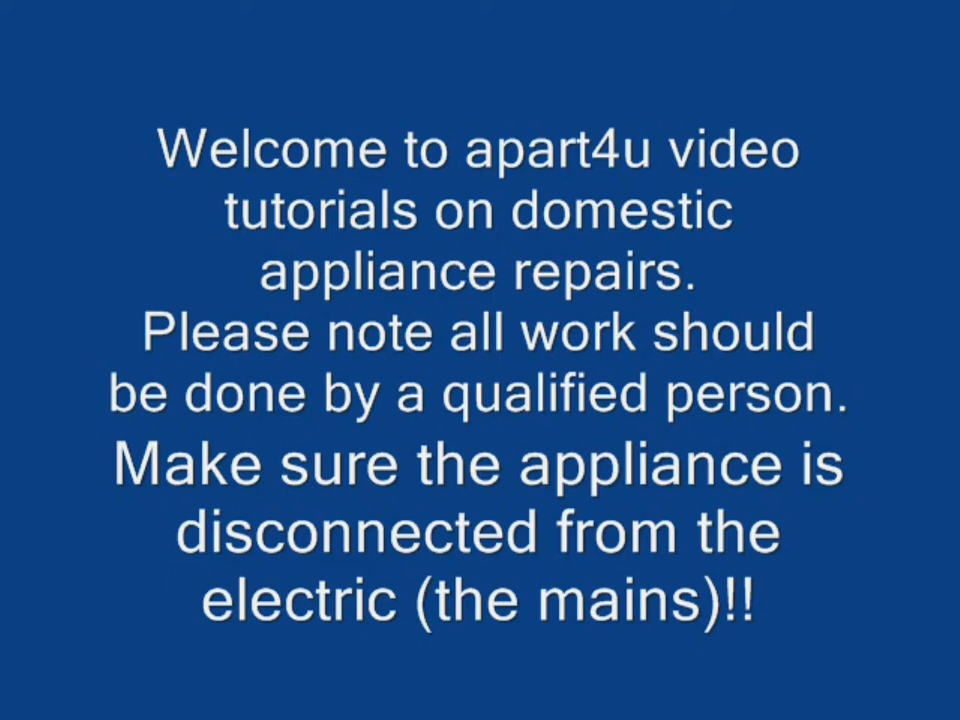 Welcome to apart4u video
tutorials on domestic
appliance repairs.
Please note all work should
be done by a qualified person.
Make sure the appliance is
disconnected from the
electric (the mains)!!